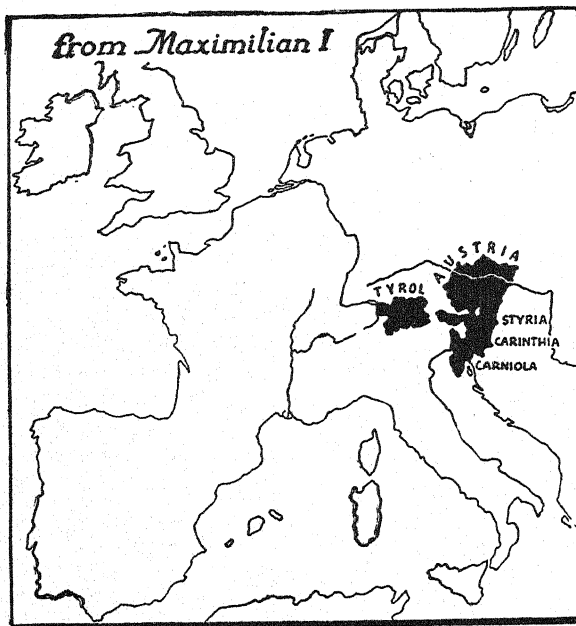 from Maximilian I
AUSTRIA
TYROL
STYRIA
CARINTHIA
CARNIOLA